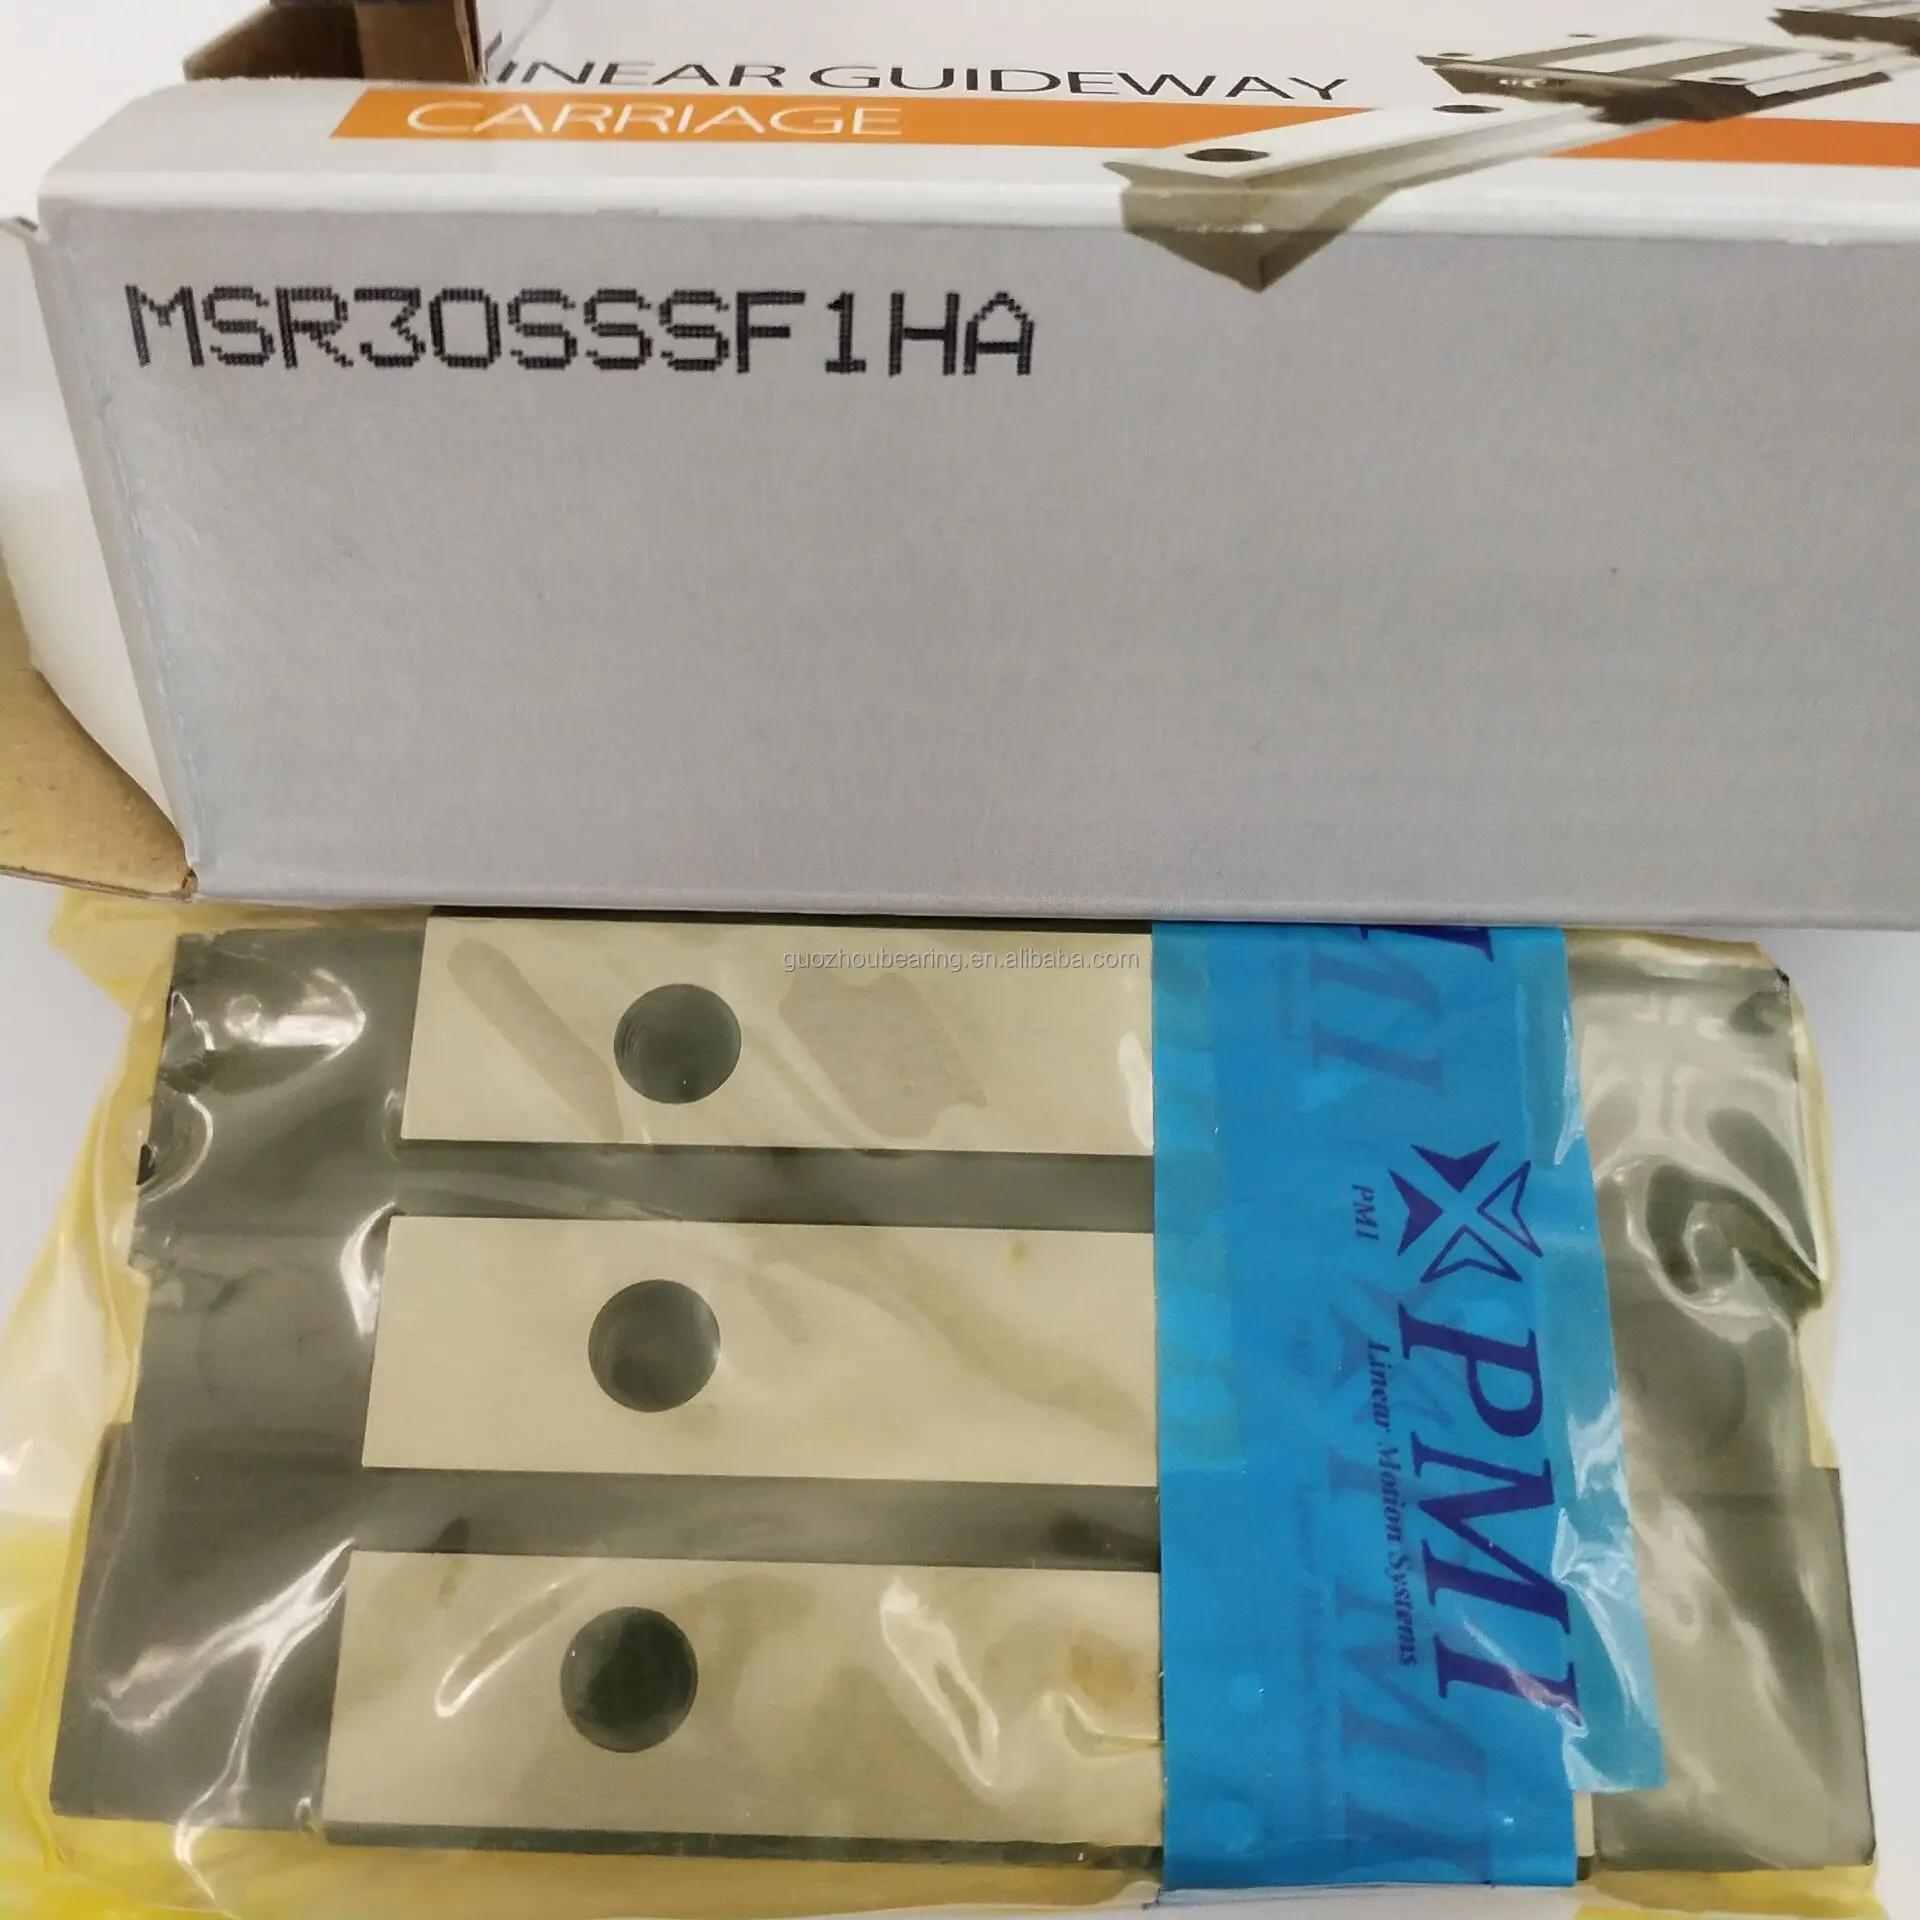 LINEAR GUIDEWAY
CARRIAGE
MSR30SSSF1HA
guozhoubearing.en.alibaba.com
PMI
PMI
Linear Motion Systems